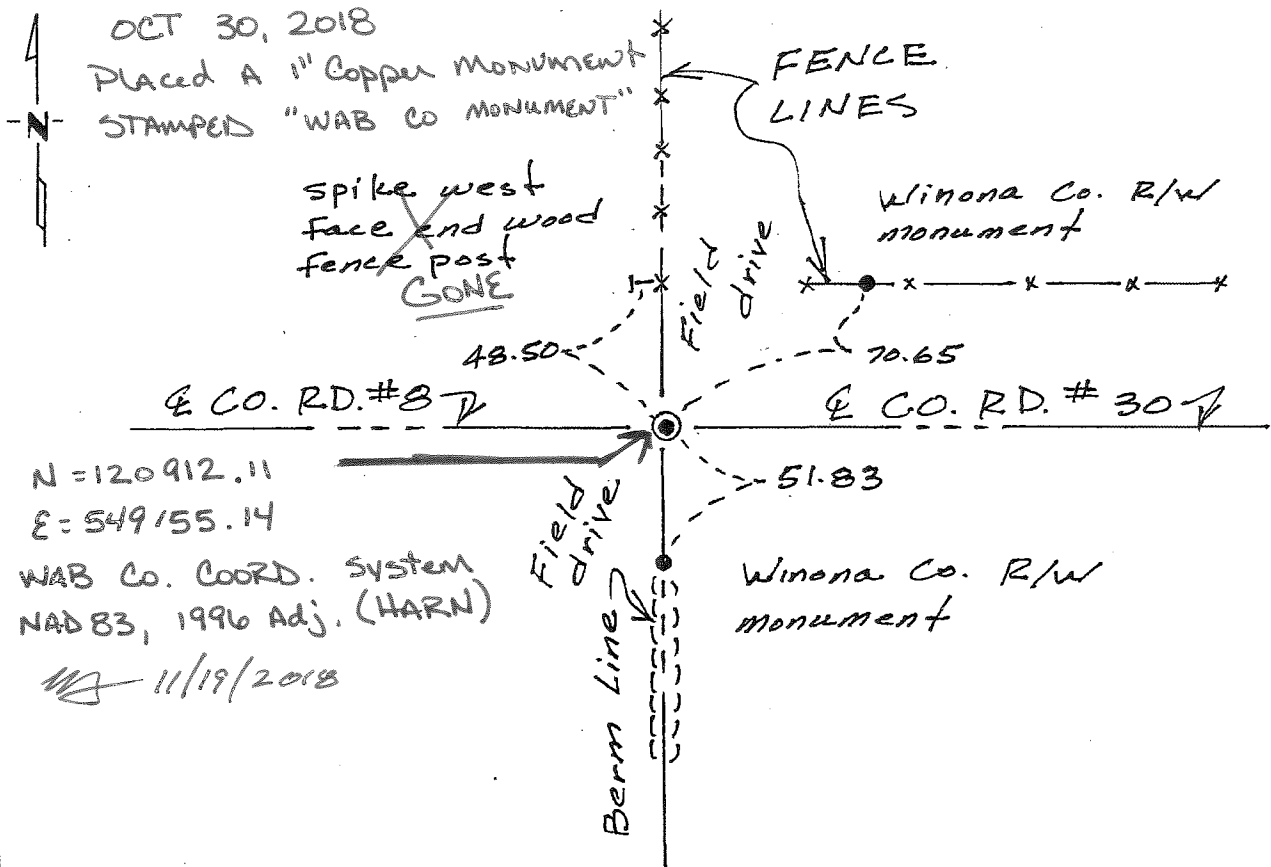 OCT 30, 2018
PLACED A 1" Copper MONUMENT
STAMPED "WAB CO MONUMENT"
N
FENCE
LINES
spike west
face end wood
fence post
GONE
Winona Co. R/W
monument
Field
drive
48.50
70.65
℄ CO. RD. #8
℄ CO. RD. # 30
N = 120912.11
E = 549155.14
WAB Co. COORD. System
NAD 83, 1996 Adj. (HARN)
11/19/2018
51.83
Field
drive
Berm Line
Winona Co. R/W
monument